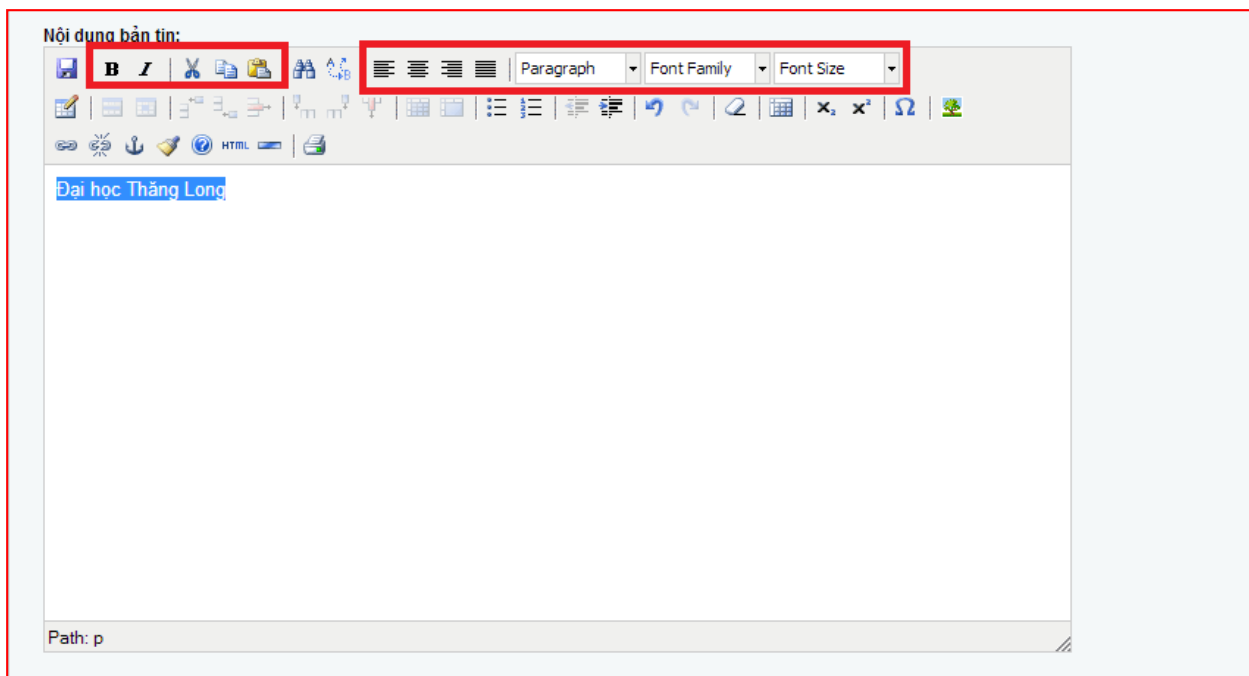 Nội dung bản tin:
B I Paragraph Font Family Font Size
HTML
Đại học Thăng Long
Path: p